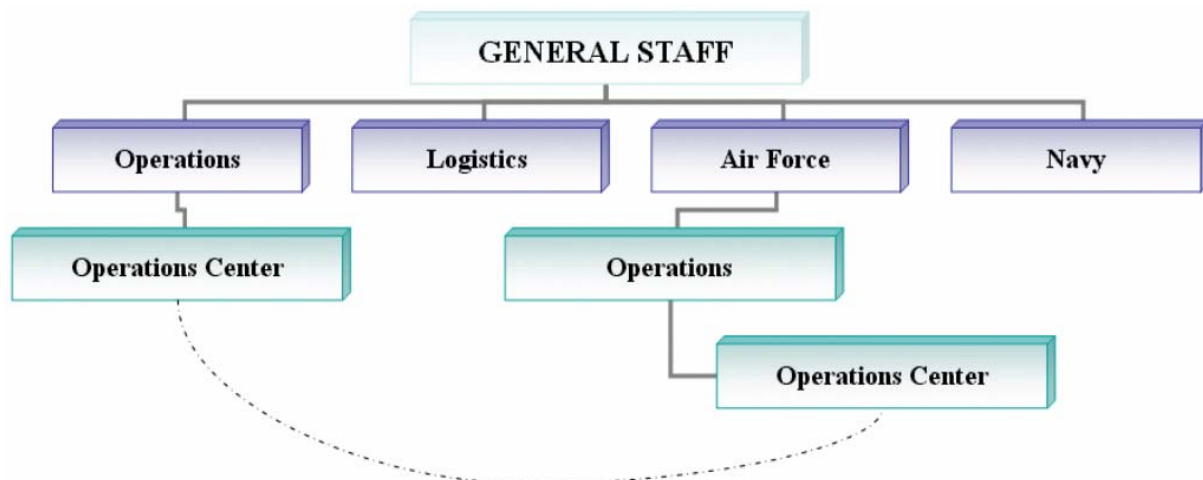 GENERAL STAFF
Operations
Logistics
Air Force
Navy
Operations Center
Operations
Operations Center